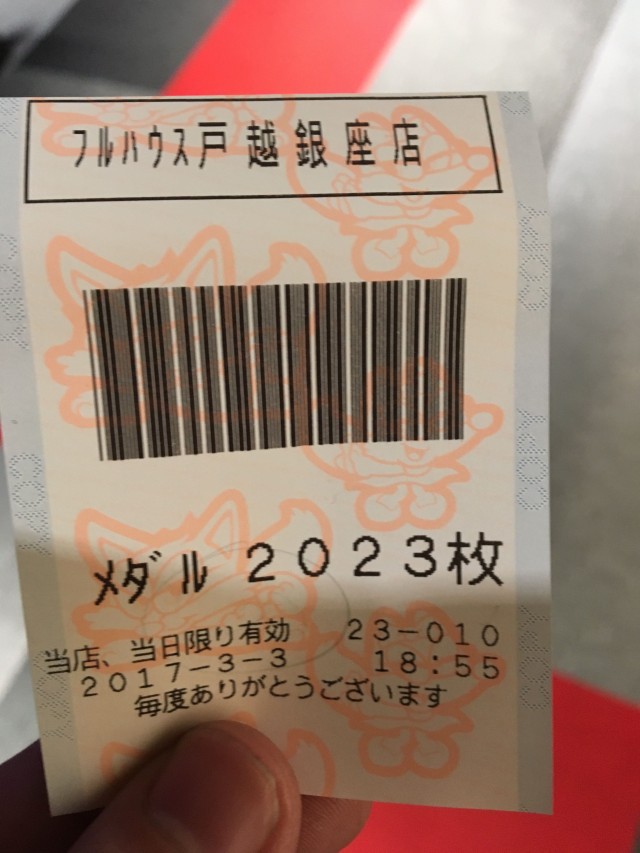 フルハウス戸越銀座店
メダル 2023枚
当店、当日限り有効 23-010
2017-3-3 18:55
毎度ありがとうございます